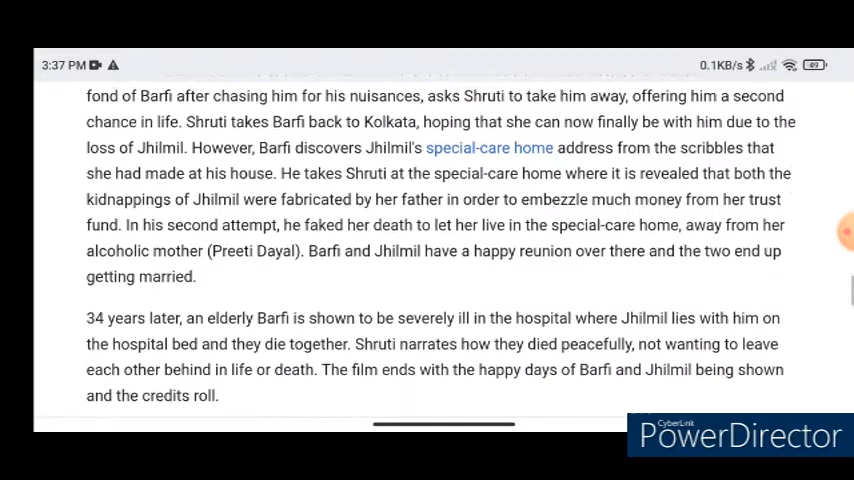 3:37 PM
0.1KB/s 49
fond of Barfi after chasing him for his nuisances, asks Shruti to take him away, offering him a second
chance in life. Shruti takes Barfi back to Kolkata, hoping that she can now finally be with him due to the
loss of Jhilmil. However, Barfi discovers Jhilmil's special-care home address from the scribbles that
she had made at his house. He takes Shruti at the special-care home where it is revealed that both the
kidnappings of Jhilmil were fabricated by her father in order to embezzle much money from her trust
fund. In his second attempt, he faked her death to let her live in the special-care home, away from her
alcoholic mother (Preeti Dayal). Barfi and Jhilmil have a happy reunion over there and the two end up
getting married.
34 years later, an elderly Barfi is shown to be severely ill in the hospital where Jhilmil lies with him on
the hospital bed and they die together. Shruti narrates how they died peacefully, not wanting to leave
each other behind in life or death. The film ends with the happy days of Barfi and Jhilmil being shown
and the credits roll.
CyberLink
PowerDirector